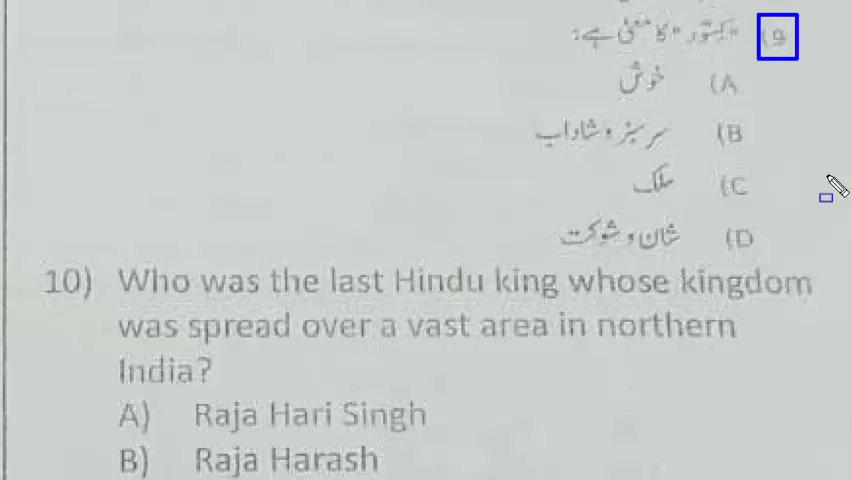 9) "کشور" کا معنی ہے:
A) خوش
B) سرسبز و شاداب
C) ملک
D) شان و شوکت
10) Who was the last Hindu king whose kingdom
was spread over a vast area in northern
India?
A) Raja Hari Singh
B) Raja Harash